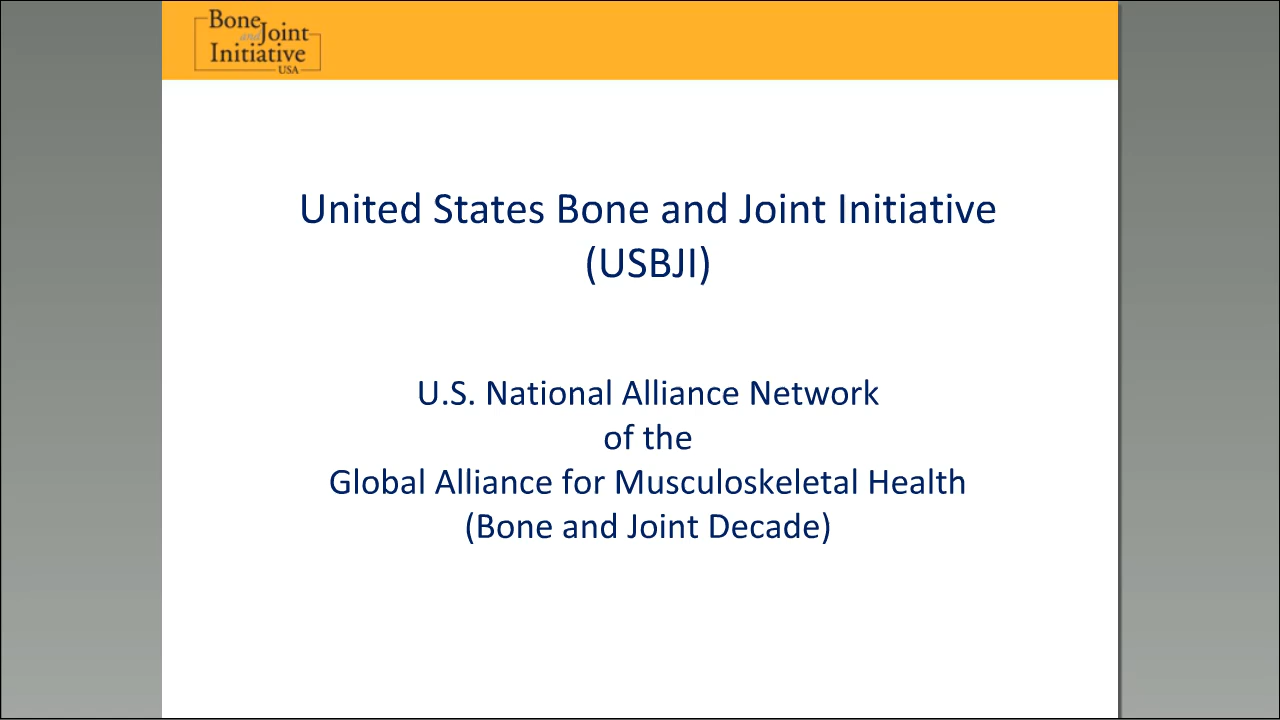 Bone
and Joint
Initiative
USA
United States Bone and Joint Initiative
(USBJI)
U.S. National Alliance Network
of the
Global Alliance for Musculoskeletal Health
(Bone and Joint Decade)